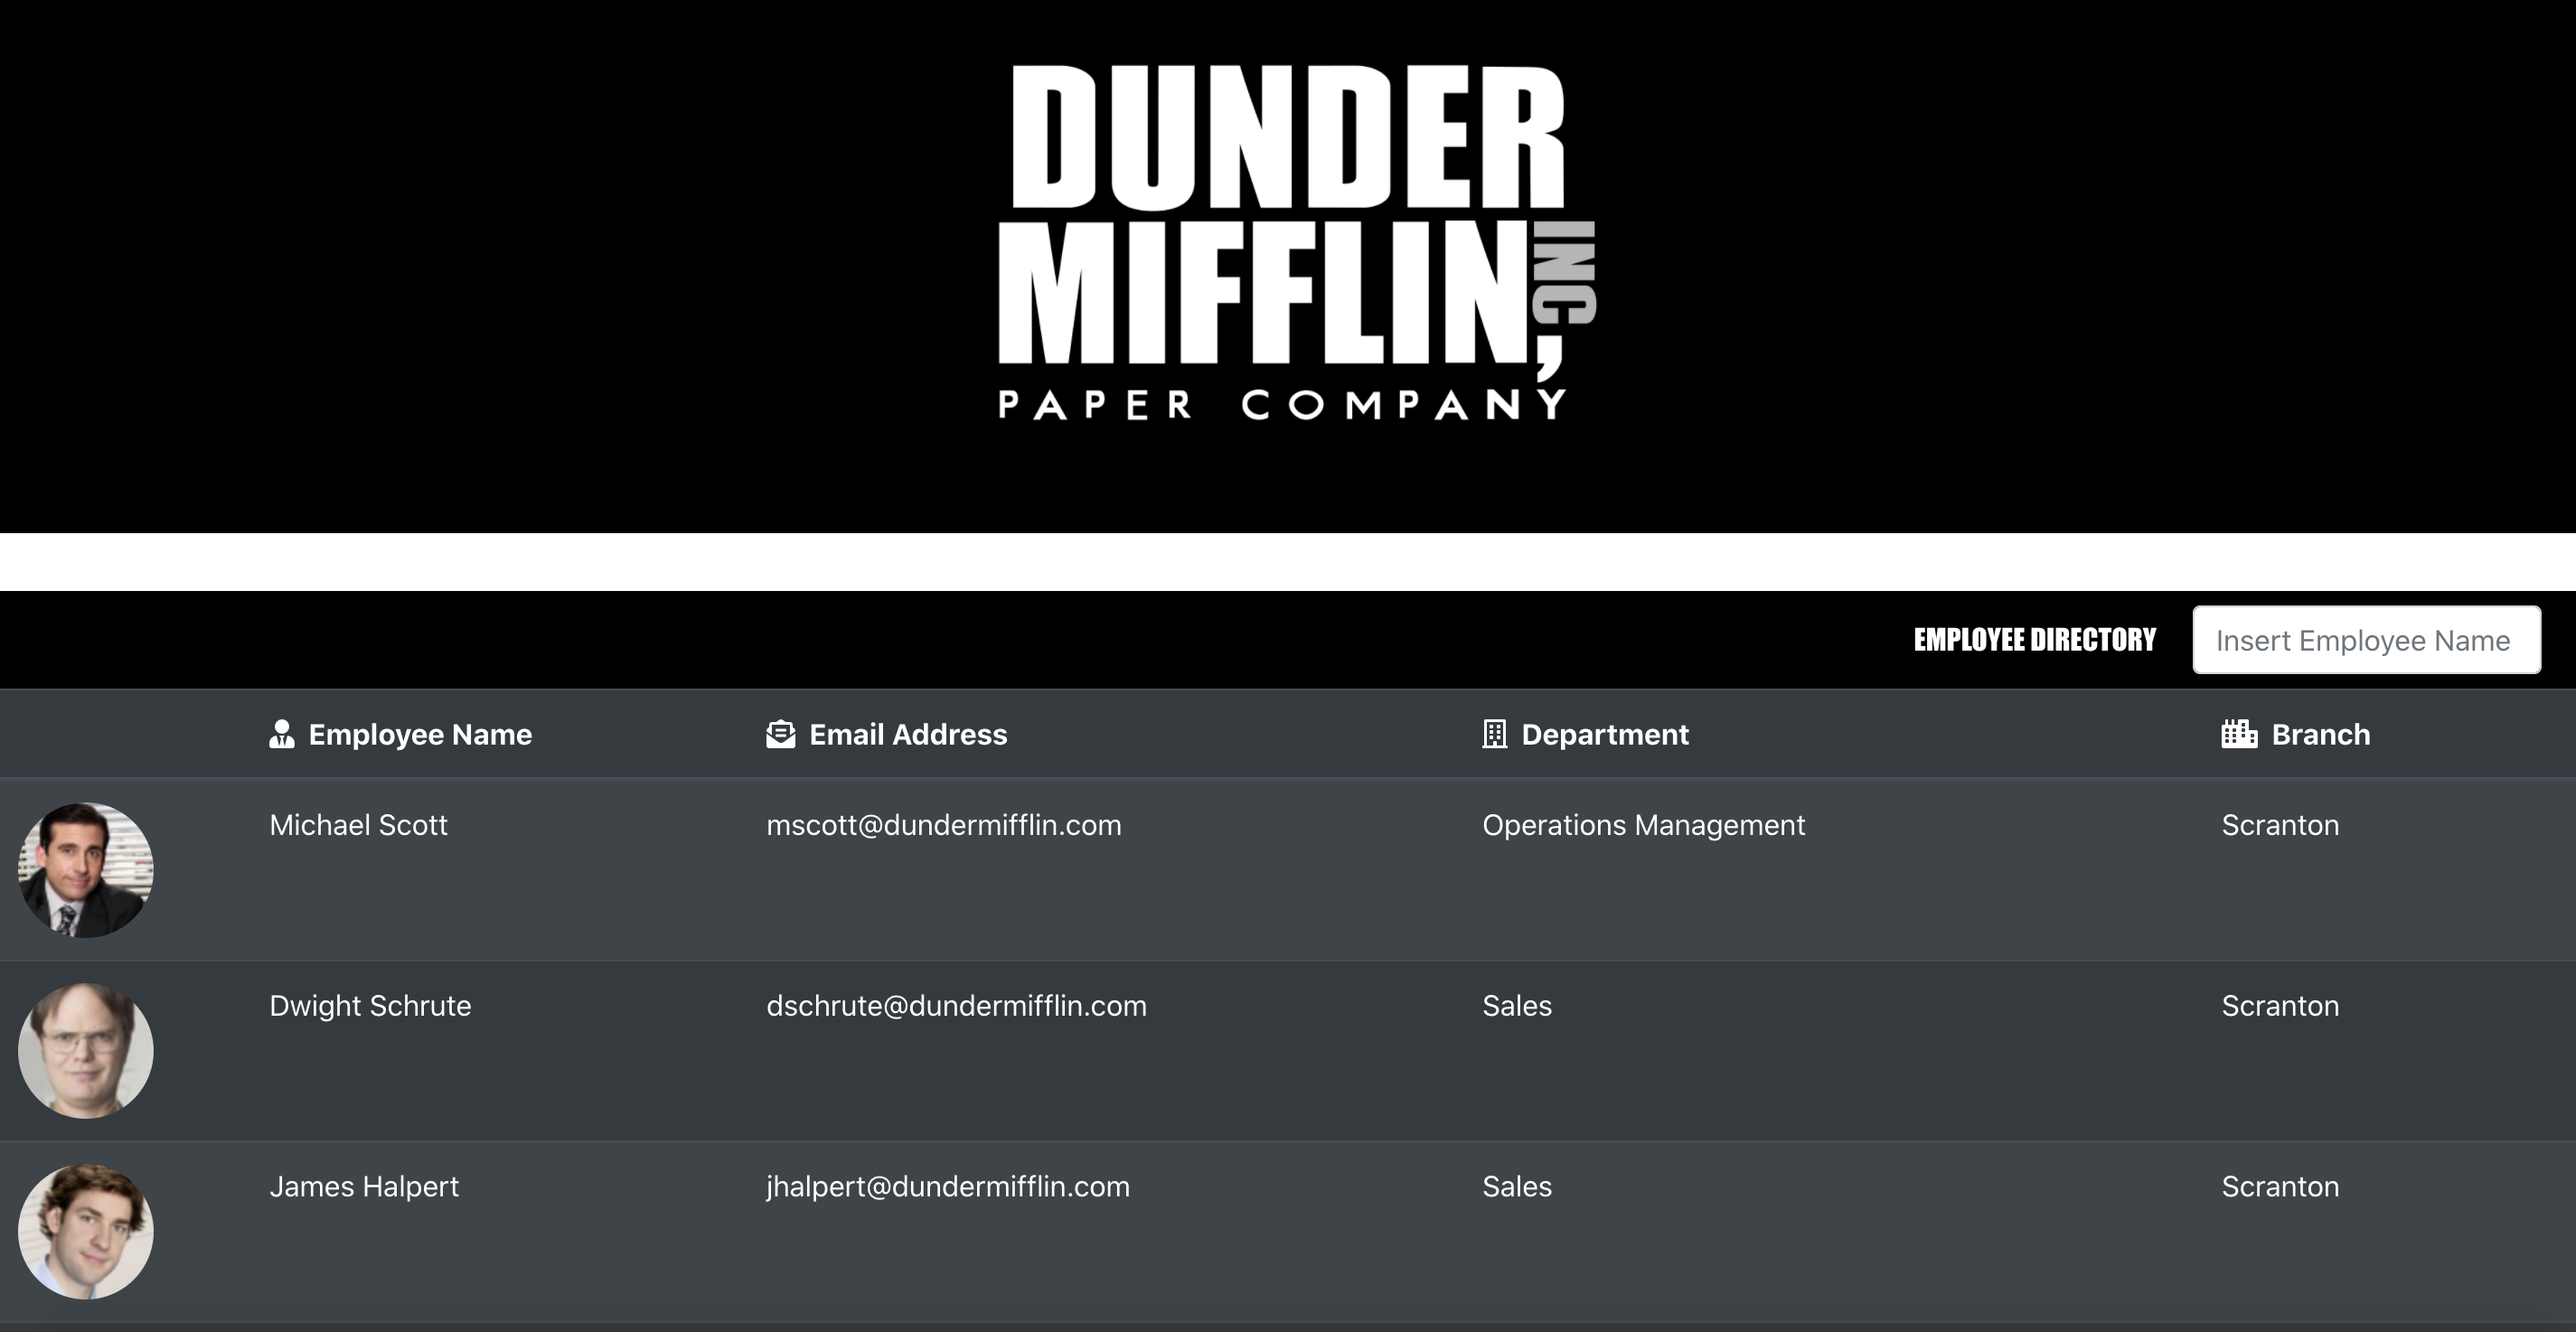 DUNDER
MIFFLIN, INC
PAPER COMPANY
EMPLOYEE DIRECTORY Insert Employee Name
Employee Name Email Address Department Branch
Michael Scott mscott@dundermifflin.com Operations Management Scranton
Dwight Schrute dschrute@dundermifflin.com Sales Scranton
James Halpert jhalpert@dundermifflin.com Sales Scranton